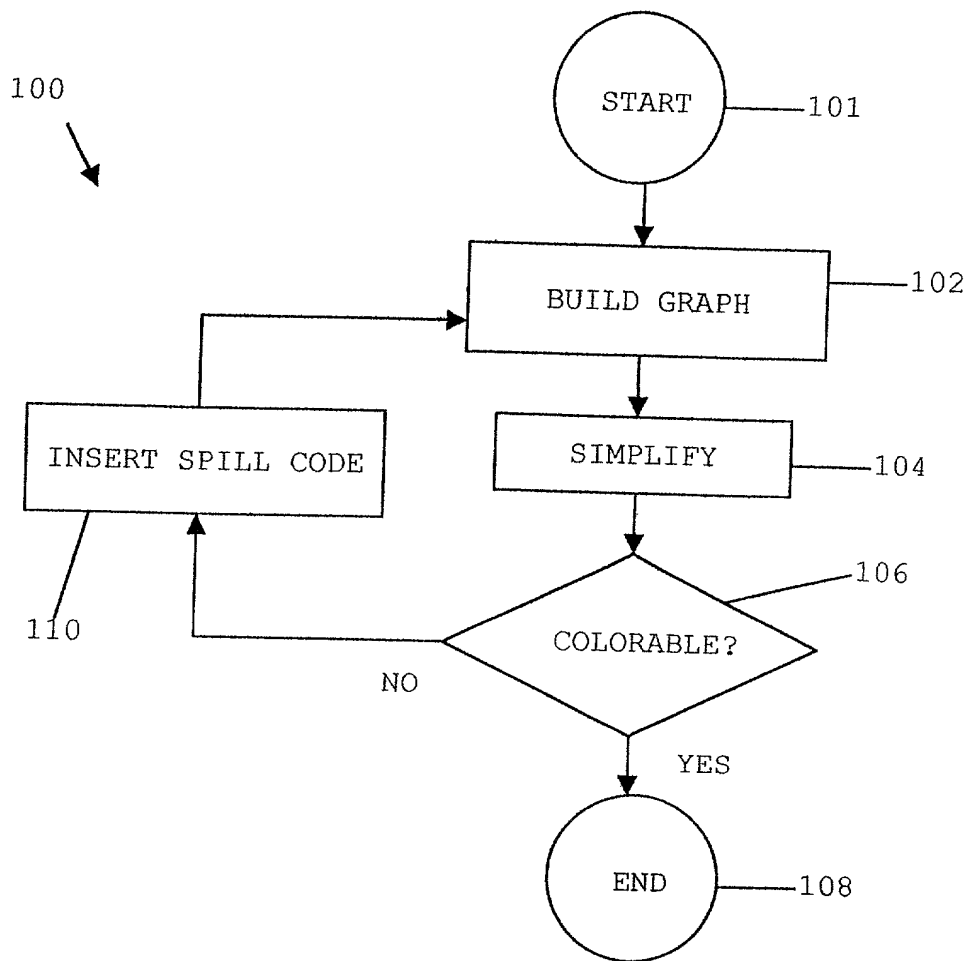 100
START
101
BUILD GRAPH
102
INSERT SPILL CODE
SIMPLIFY
104
106
110
COLORABLE?
NO
YES
END
108